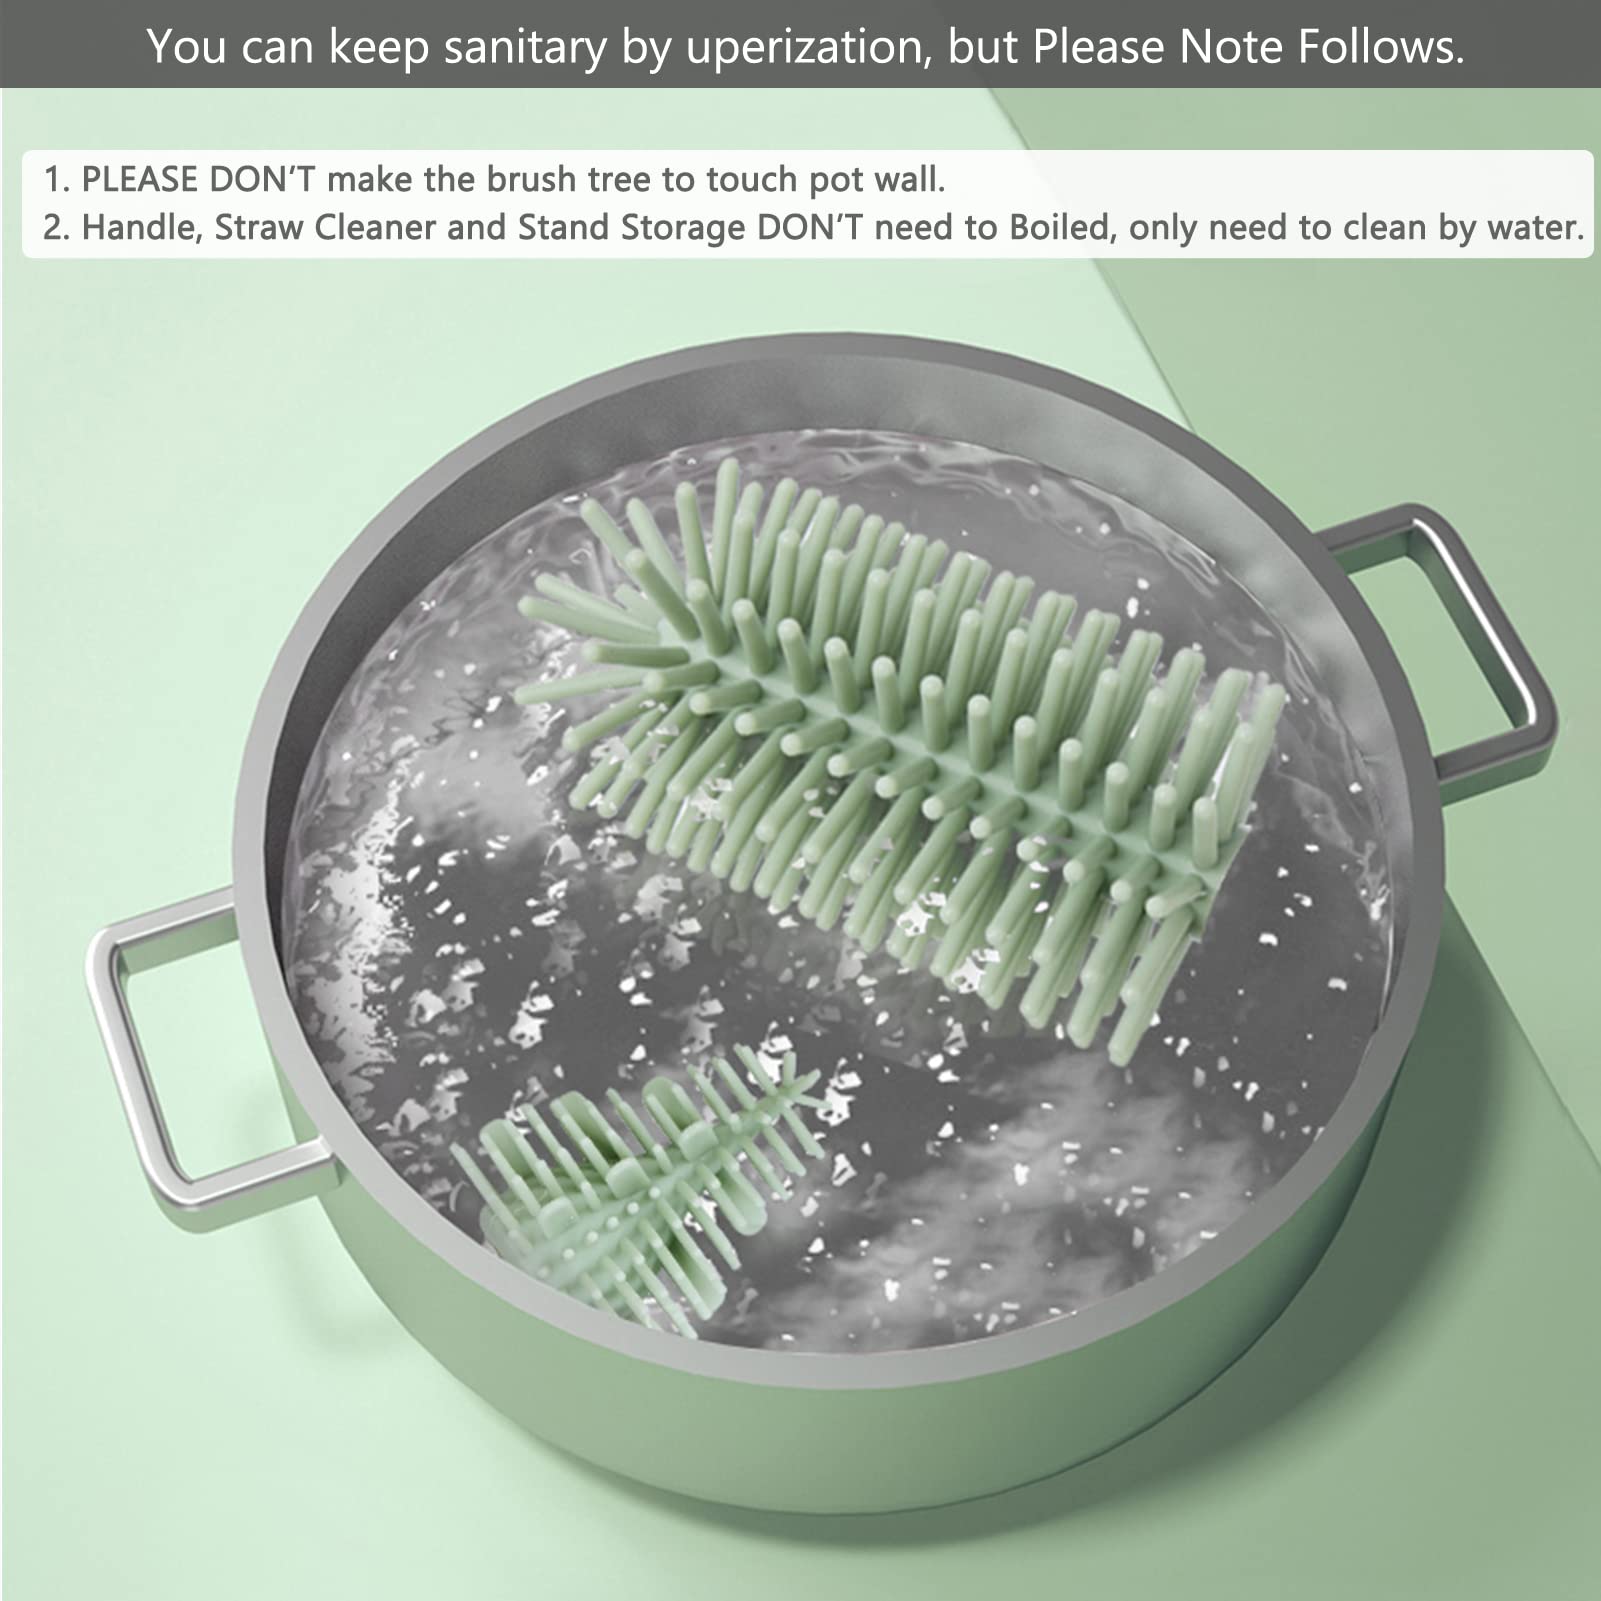 You can keep sanitary by uperization, but Please Note Follows.
1. PLEASE DON'T make the brush tree to touch pot wall.
2. Handle, Straw Cleaner and Stand Storage DON'T need to Boiled, only need to clean by water.